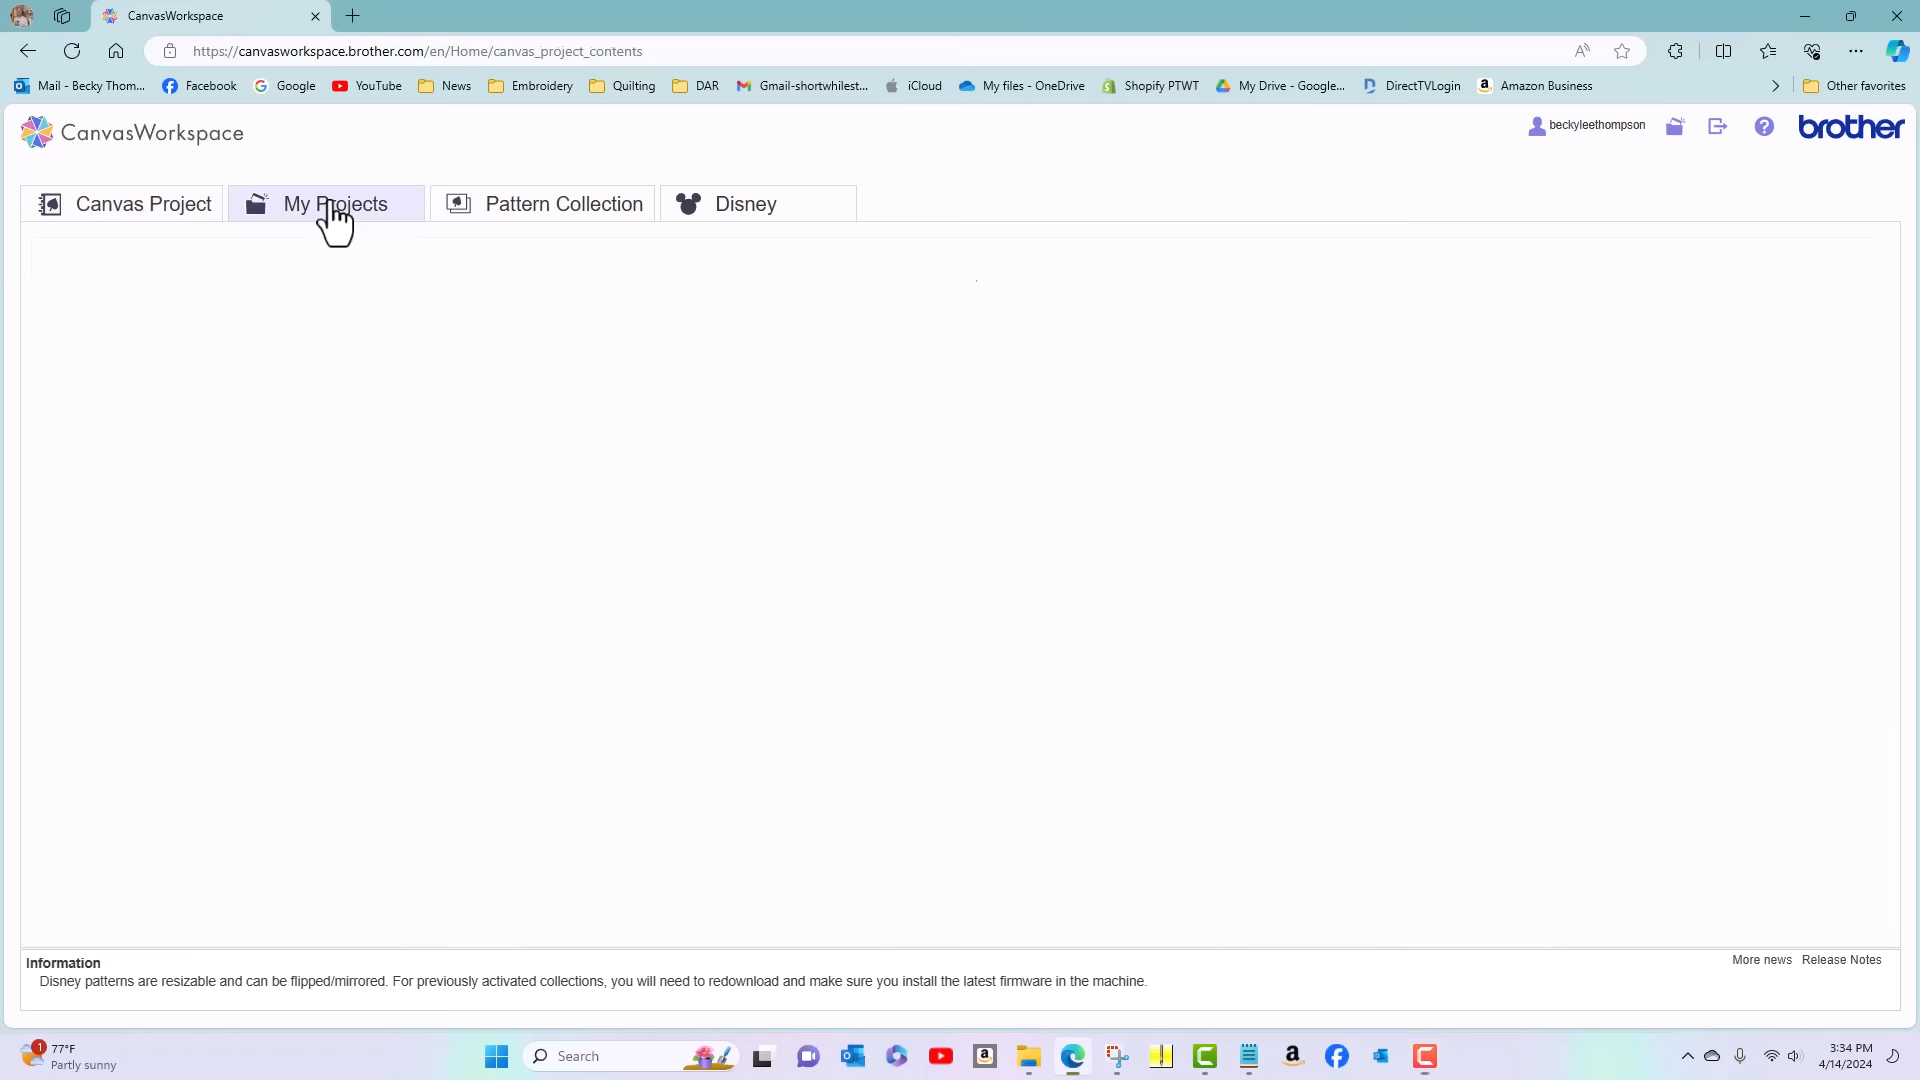 CanvasWorkspace
https://canvasworkspace.brother.com/en/Home/canvas_project_contents
Mail - Becky Thom... Facebook Google YouTube News Embroidery Quilting DAR Gmail-shortwhilest... iCloud My files - OneDrive Shopify PTWT My Drive - Google... DirectTVLogin Amazon Business Other favorites
CanvasWorkspace
beckyleethompson
brother
Canvas Project My Projects Pattern Collection Disney
Information
More news Release Notes
Disney patterns are resizable and can be flipped/mirrored. For previously activated collections, you will need to redownload and make sure you install the latest firmware in the machine.
1
77°F
Partly sunny
Search
3:34 PM
4/14/2024